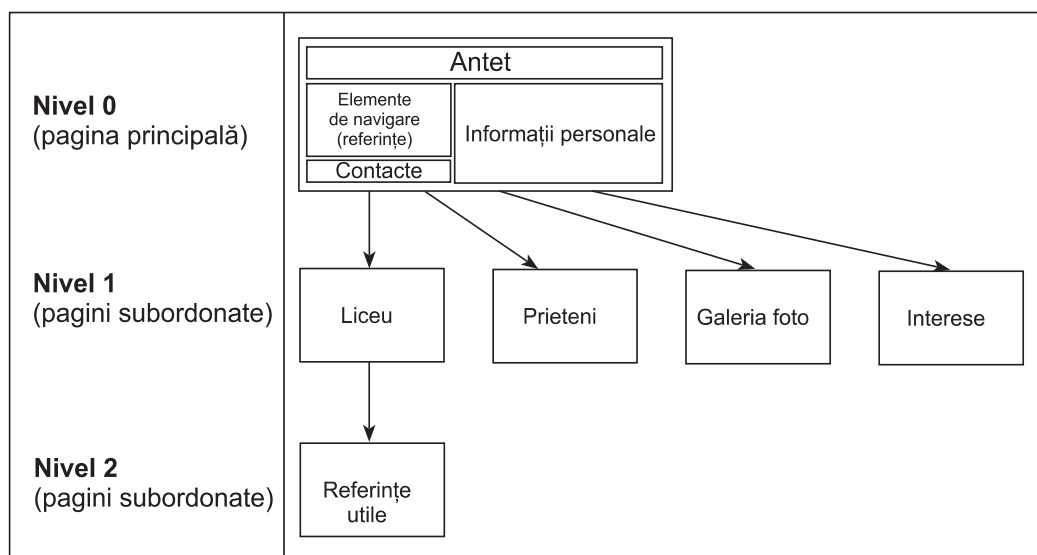 Antet
Nivel 0
(pagina principală)
Elemente
de navigare
(referințe)
Informații personale
Contacte
Nivel 1
(pagini subordonate)
Liceu
Prieteni
Galeria foto
Interese
Nivel 2
(pagini subordonate)
Referințe
utile